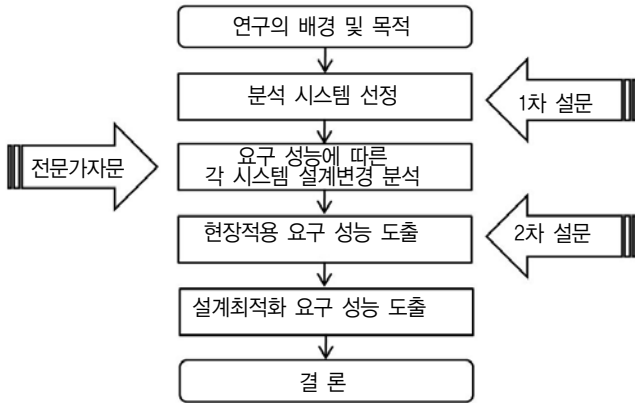 연구의 배경 및 목적
분석 시스템 선정
1차 설문
전문가자문
요구 성능에 따른
각 시스템 설계변경 분석
현장적용 요구 성능 도출
2차 설문
설계최적화 요구 성능 도출
결 론